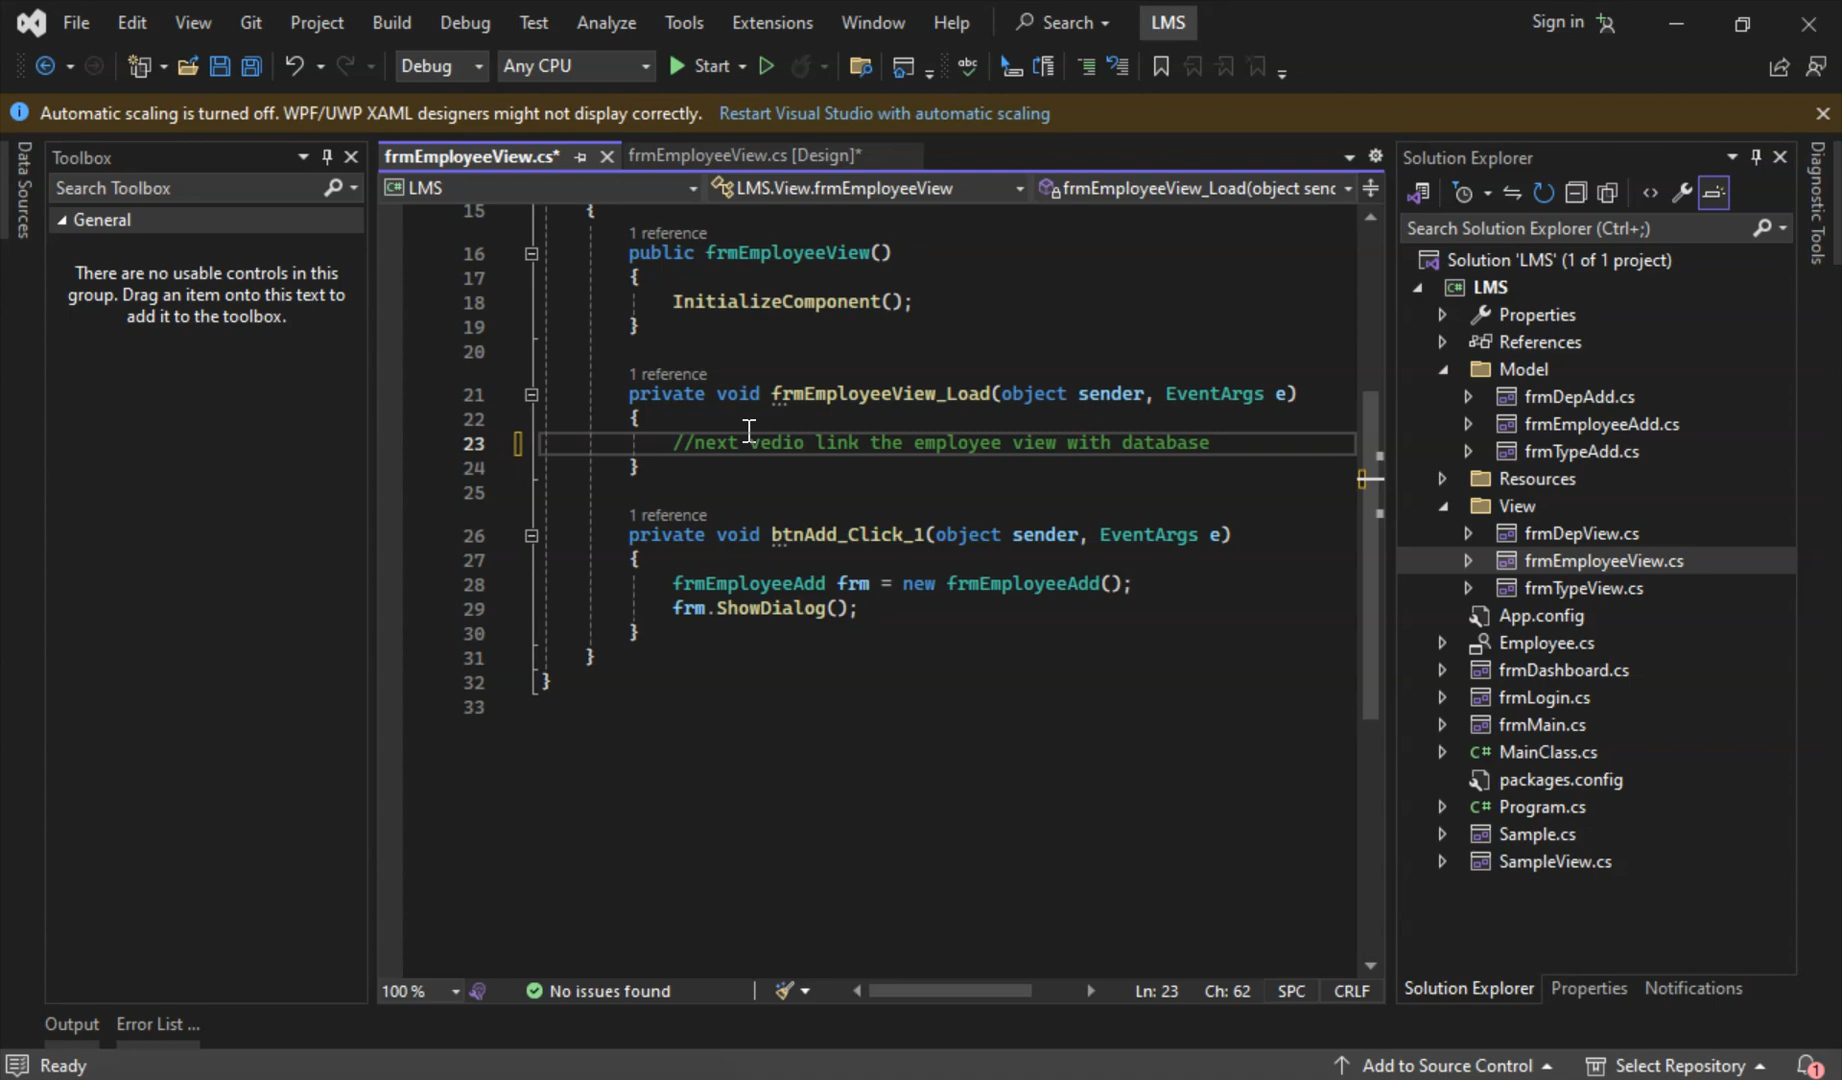 File Edit View Git Project Build Debug Test Analyze Tools Extensions Window Help Search LMS Sign in
Debug Any CPU Start
Automatic scaling is turned off. WPF/UWP XAML designers might not display correctly. Restart Visual Studio with automatic scaling
Data Sources
Toolbox
Search Toolbox
General
There are no usable controls in this
group. Drag an item onto this text to
add it to the toolbox.
frmEmployeeView.cs* frmEmployeeView.cs [Design]*
LMS LMS.View.frmEmployeeView frmEmployeeView_Load(object senc
15 {
1 reference
16 public frmEmployeeView()
17 {
18 InitializeComponent();
19 }
20
1 reference
21 private void frmEmployeeView_Load(object sender, EventArgs e)
22 {
23 //next vedio link the employee view with database
24 }
25
1 reference
26 private void btnAdd_Click_1(object sender, EventArgs e)
27 {
28 frmEmployeeAdd frm = new frmEmployeeAdd();
29 frm.ShowDialog();
30 }
31 }
32 }
33
100 % No issues found Ln: 23 Ch: 62 SPC CRLF
Solution Explorer
Search Solution Explorer (Ctrl+;)
Solution 'LMS' (1 of 1 project)
LMS
Properties
References
Model
frmDepAdd.cs
frmEmployeeAdd.cs
frmTypeAdd.cs
Resources
View
frmDepView.cs
frmEmployeeView.cs
frmTypeView.cs
App.config
Employee.cs
frmDashboard.cs
frmLogin.cs
frmMain.cs
MainClass.cs
packages.config
Program.cs
Sample.cs
SampleView.cs
Solution Explorer Properties Notifications
Diagnostic Tools
Output Error List ...
Ready Add to Source Control Select Repository 1